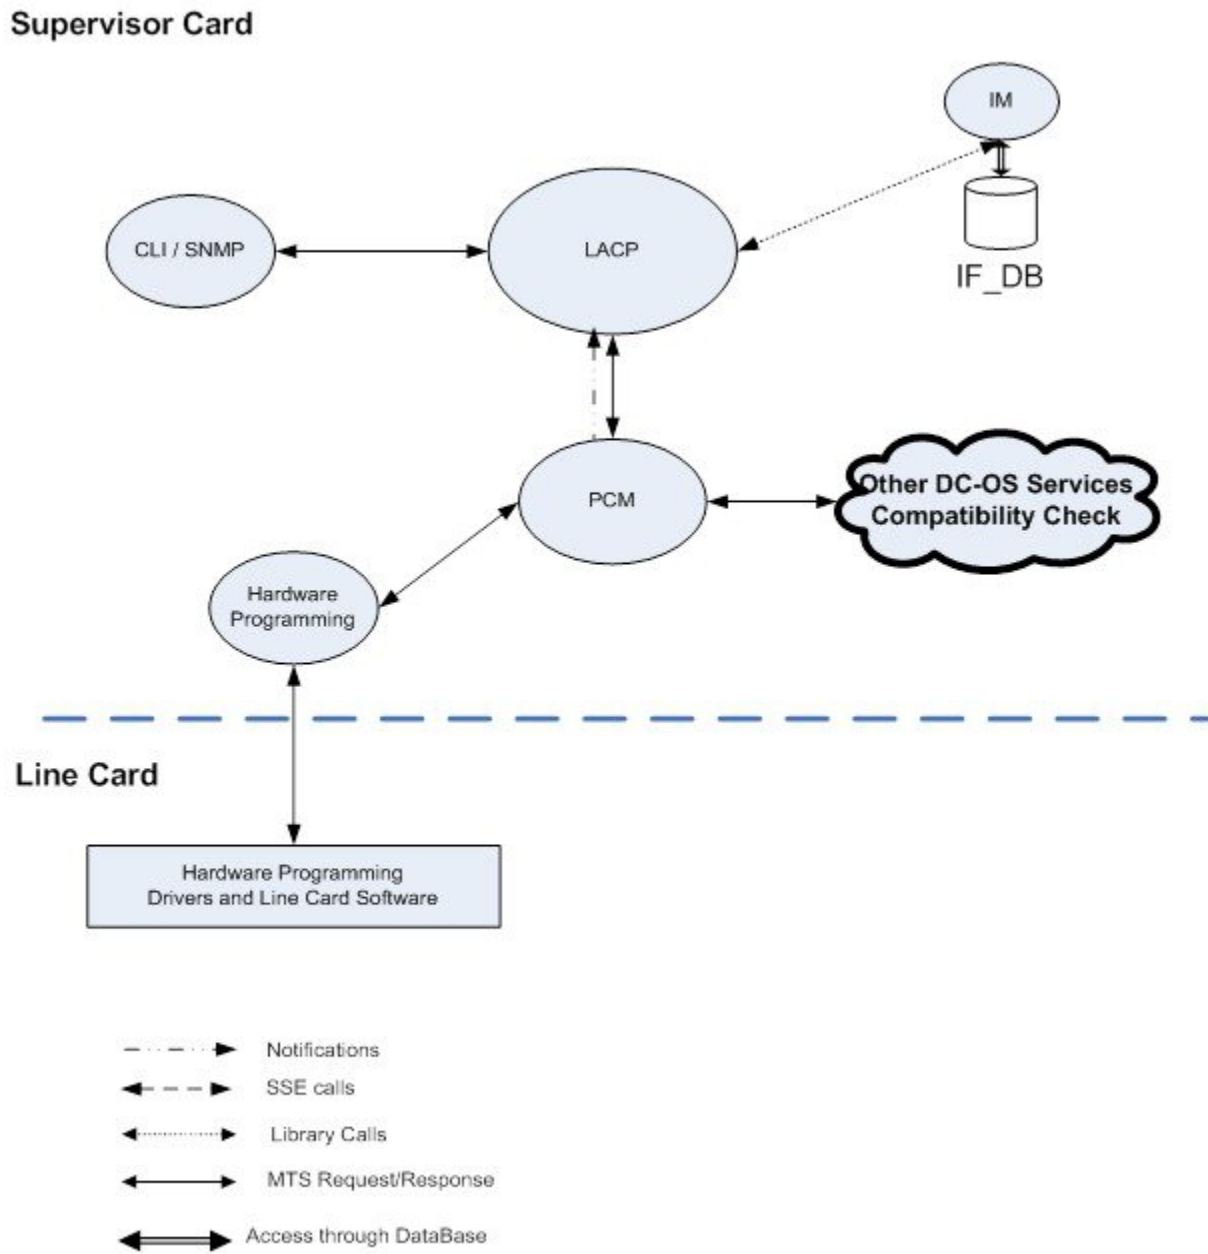 Supervisor Card
IM
CLI / SNMP
LACP
IF_DB
PCM
Other DC-OS Services
Compatibility Check
Hardware
Programming
Line Card
Hardware Programming
Drivers and Line Card Software
Notifications
SSE calls
Library Calls
MTS Request/Response
Access through DataBase